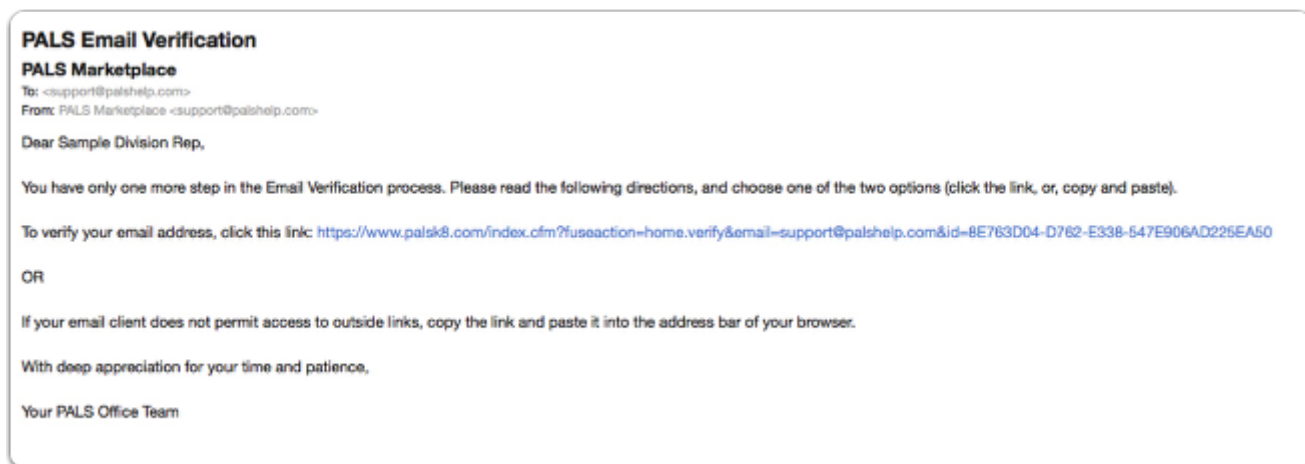 PALS Email Verification
PALS Marketplace
To: <support@palshelp.com>
From: PALS Marketplace <support@palshelp.com>
Dear Sample Division Rep,
You have only one more step in the Email Verification process. Please read the following directions, and choose one of the two options (click the link, or, copy and paste).
To verify your email address, click this link: https://www.palsk8.com/index.cfm?fuseaction=home.verify&email=support@palshelp.com&id=8E763D04-D762-E338-547E906AD225EA50
OR
If your email client does not permit access to outside links, copy the link and paste it into the address bar of your browser.
With deep appreciation for your time and patience,
Your PALS Office Team